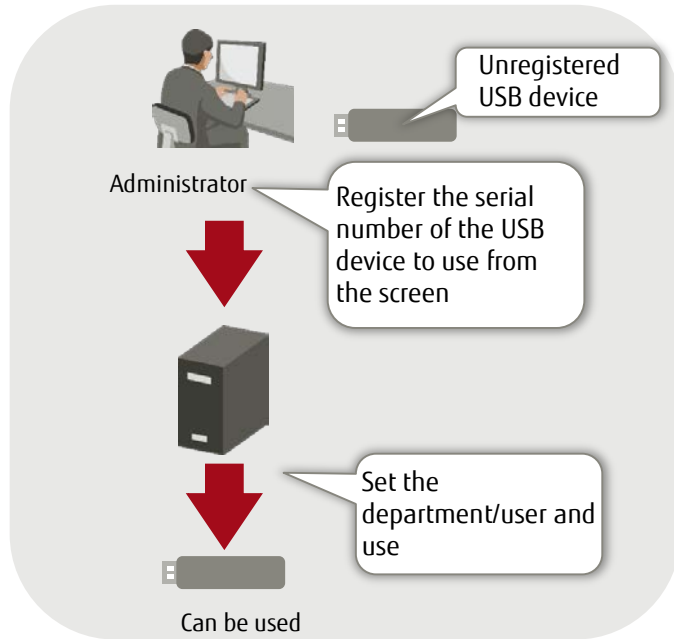 Unregistered
USB device
Administrator
Register the serial
number of the USB
device to use from
the screen
Set the
department/user and
use
Can be used